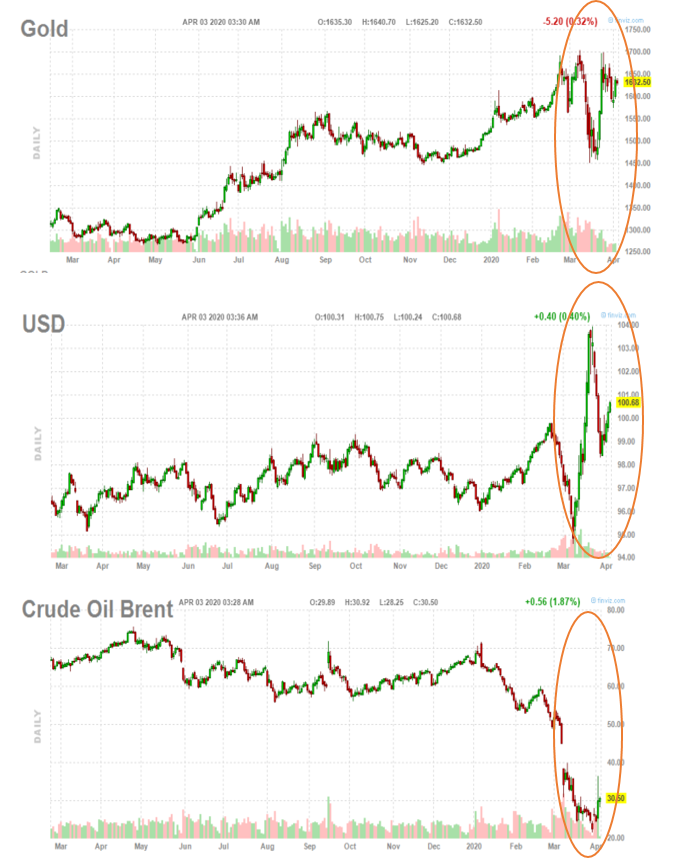 Gold
APR 03 2020 03:30 AM O:1635.30 H:1640.70 L:1625.20 C:1632.50 -5.20 (0.32%) © finviz.com
1750.00
1700.00
1650.00
1632.50
1600.00
1550.00
1500.00
1450.00
1400.00
1350.00
1300.00
1250.00
DAILY
Mar Apr May Jun Jul Aug Sep Oct Nov Dec 2020 Feb Mar Apr
USD
APR 03 2020 03:36 AM O:100.31 H:100.75 L:100.24 C:100.68 +0.40 (0.40%) © finviz.com
104.00
103.00
102.00
101.00
100.68
100.00
99.00
98.00
97.00
96.00
95.00
94.00
DAILY
Mar Apr May Jun Jul Aug Sep Oct Nov Dec 2020 Feb Mar Apr
Crude Oil Brent
APR 03 2020 03:28 AM O:29.89 H:30.92 L:28.25 C:30.50 +0.56 (1.87%) © finviz.com
80.00
70.00
60.00
50.00
40.00
30.50
20.00
DAILY
Mar Apr May Jun Jul Aug Sep Oct Nov Dec 2020 Feb Mar Apr